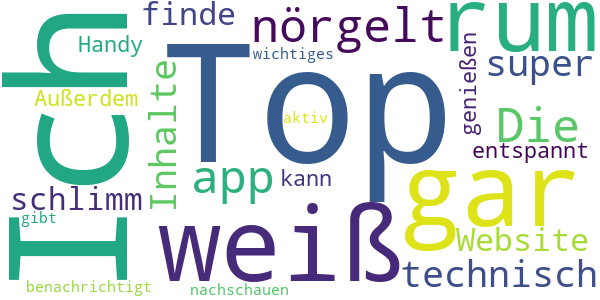 Ich
Top
weiß
gar
rum
nörgelt
finde
Handy
wichtiges
Außerdem
Inhalte
aktiv
genießen
super
Die
entspannt
app
kann
schlimm
gibt
Website
technisch
benachrichtigt
nachschauen